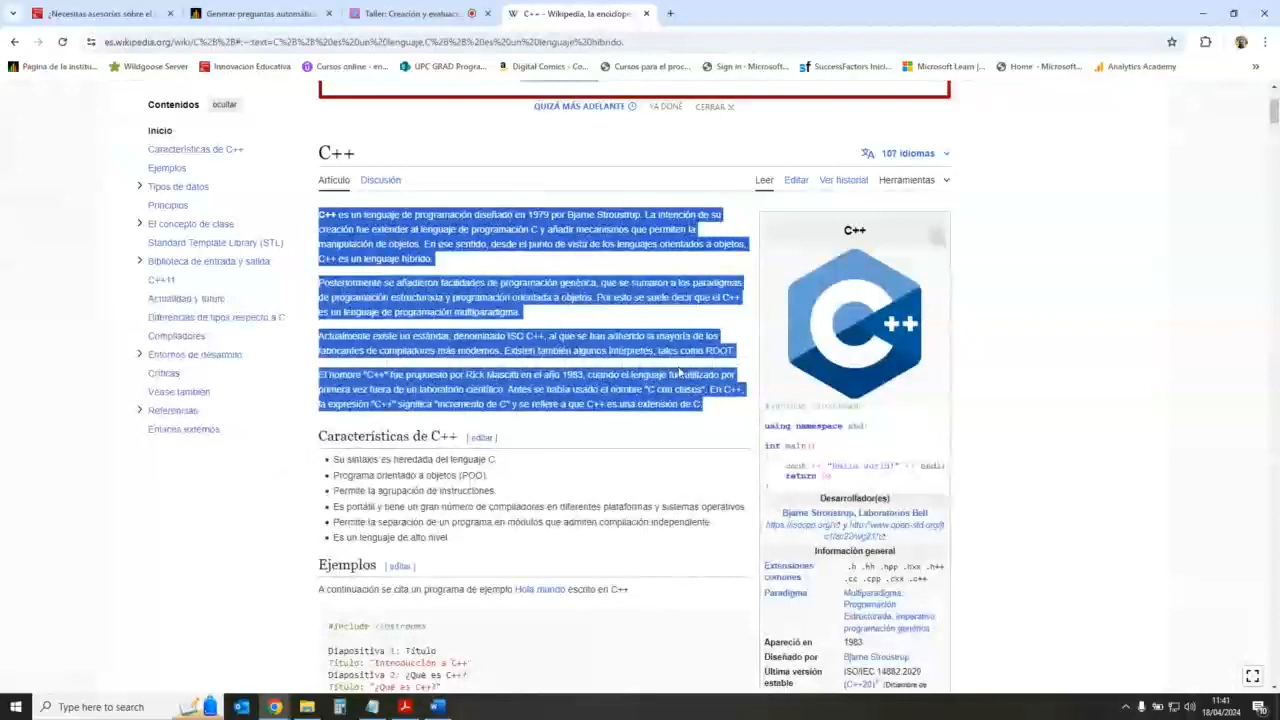 ¿Necesitas asesorías sobre el
Generar preguntas automátic
Taller: Creación y evaluac
C++ - Wikipedia, la enciclope
es.wikipedia.org/wiki/C%2B%2B#:~:text=C%2B%2B%20es%20un%20lenguaje,C%2B%2B%20es%20un%20lenguaje%20híbrido.
Página de la institu...
Wildgoose Server
Innovación Educativa
Cursos online - en...
UPC GRAD Progra...
Digital Comics - Co...
Cursos para el proc...
Sign in - Microsoft...
SuccessFactors Inici...
Microsoft Learn |...
Home - Microsoft...
Analytics Academy
QUIZÁ MÁS ADELANTE
YA DONÉ
CERRAR
Contenidos ocultar
Inicio
Características de C++
Ejemplos
Tipos de datos
Principios
El concepto de clase
Standard Template Library (STL)
Biblioteca de entrada y salida
C++11
Actualidad y futuro
Diferencias de tipos respecto a C
Compiladores
Entornos de desarrollo
Críticas
Véase también
Referencias
Enlaces externos
C++
107 idiomas
Artículo Discusión
Leer Editar Ver historial Herramientas
C++ es un lenguaje de programación diseñado en 1979 por Bjarne Stroustrup. La intención de su
creación fue extender al lenguaje de programación C y añadir mecanismos que permiten la
manipulación de objetos. En ese sentido, desde el punto de vista de los lenguajes orientados a objetos,
C++ es un lenguaje híbrido.
Posteriormente se añadieron facilidades de programación genérica, que se sumaron a los paradigmas
de programación estructurada y programación orientada a objetos. Por esto se suele decir que el C++
es un lenguaje de programación multiparadigma.
Actualmente existe un estándar, denominado ISO C++, al que se han adherido la mayoría de los
fabricantes de compiladores más modernos. Existen también algunos intérpretes, tales como ROOT.
El nombre "C++" fue propuesto por Rick Mascitti en el año 1983, cuando el lenguaje fue utilizado por
primera vez fuera de un laboratorio científico. Antes se había usado el nombre "C con clases". En C++,
la expresión "C++" significa "incremento de C" y se refiere a que C++ es una extensión de C.
Características de C++ [ editar ]
Su sintaxis es heredada del lenguaje C.
Programa orientado a objetos (POO).
Permite la agrupación de instrucciones.
Es portátil y tiene un gran número de compiladores en diferentes plataformas y sistemas operativos
Permite la separación de un programa en módulos que admiten compilación independiente
Es un lenguaje de alto nivel
Ejemplos [ editar ]
A continuación se cita un programa de ejemplo Hola mundo escrito en C++
#include <iostream>
Diapositiva 1: Título
Título: "Introducción a C++"
Diapositiva 2: ¿Qué es C++?
Título: "¿Qué es C++?"
C++
C ++
using namespace std;
int main()
return
Desarrollador(es)
Bjarne Stroustrup, Laboratorios Bell
Información general
Extensiones comunes
.h .hh .hpp .hxx .h++
.cc .cpp .cxx .c++
Paradigma
Multiparadigma:
Programación
Estructurada, imperativo
programación genérica
Apareció en 1983
Diseñado por Bjarne Stroustrup
Última versión estable
ISO/IEC 14882:2020
(C++20) (Diciembre de
Type here to search
11:41
18/04/2024